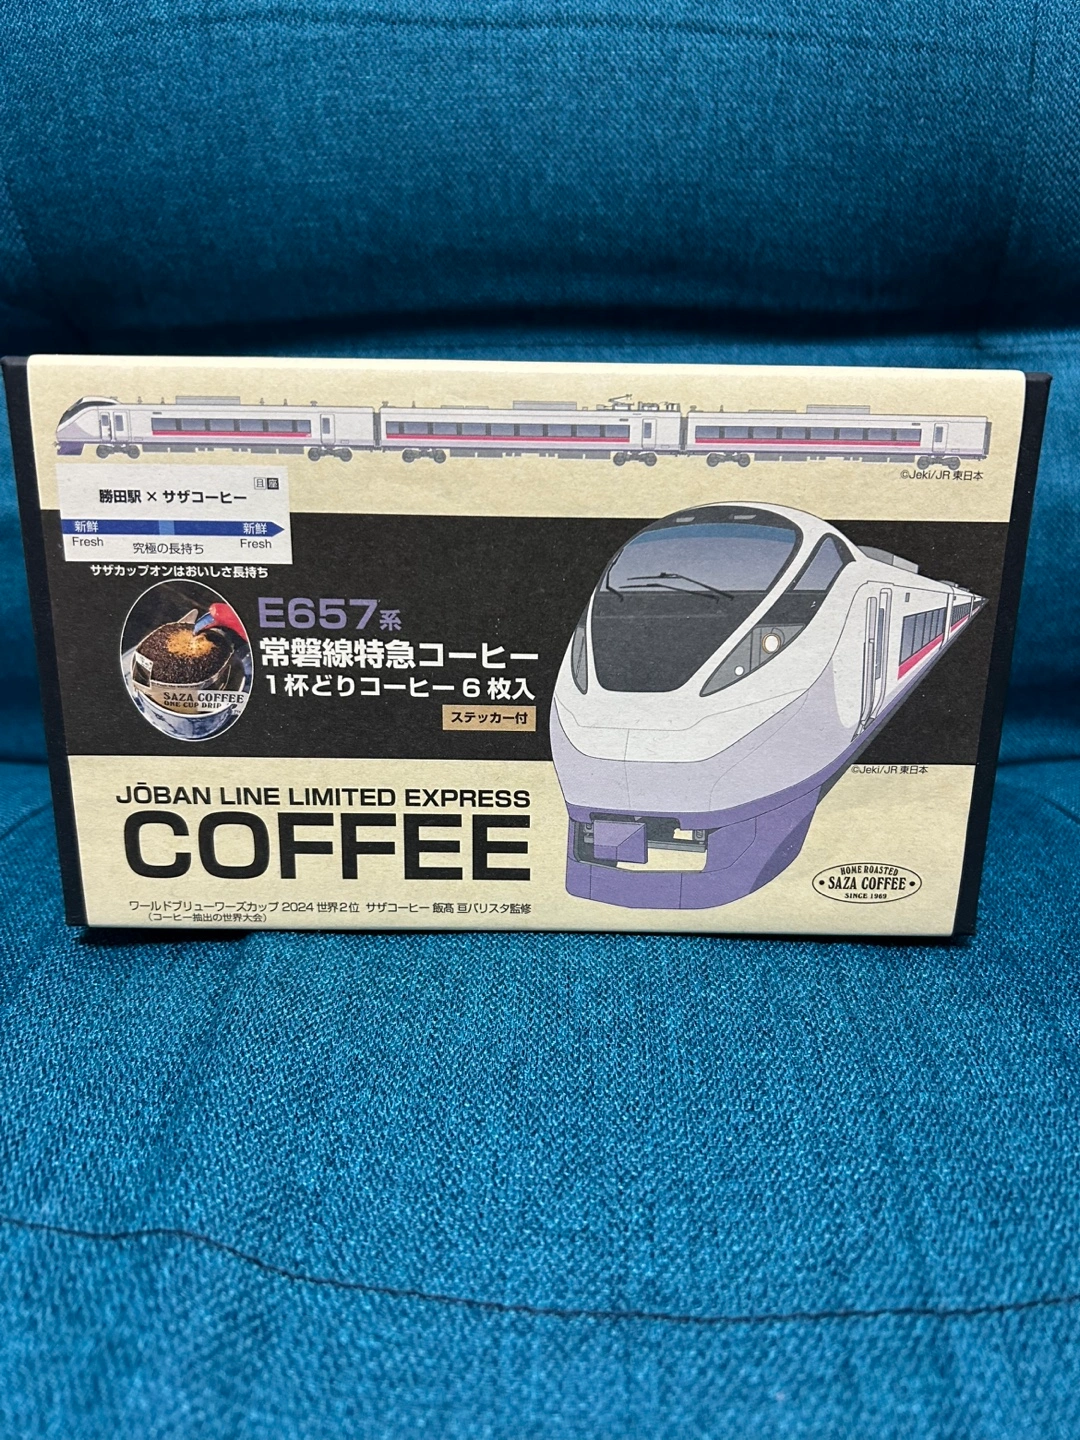 ©Jeki/JR 東日本
勝田駅 × サザコーヒー
新鮮 新鮮
Fresh Fresh
究極の長持ち
サザカップオンはおいしさ長持ち
E657系
常磐線特急コーヒー
1杯どりコーヒー 6 枚入
SAZA COFFEE
ONE CUP DRIP
ステッカー付
©Jeki/JR 東日本
JŌBAN LINE LIMITED EXPRESS
COFFEE
HOME ROASTED
SAZA COFFEE
SINCE 1969
ワールドブリューワーズカップ 2024 世界2位 サザコーヒー 飯髙 亘バリスタ監修
(コーヒー抽出の世界大会)